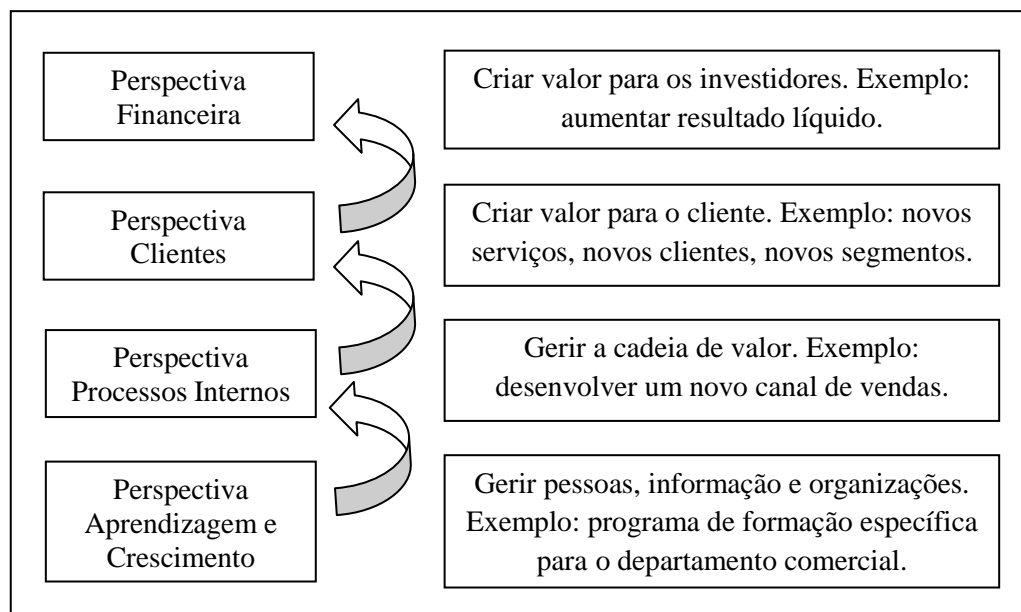 Perspectiva
Financeira
Criar valor para os investidores. Exemplo:
aumentar resultado líquido.
Perspectiva
Clientes
Criar valor para o cliente. Exemplo: novos
serviços, novos clientes, novos segmentos.
Perspectiva
Processos Internos
Gerir a cadeia de valor. Exemplo:
desenvolver um novo canal de vendas.
Perspectiva
Aprendizagem e
Crescimento
Gerir pessoas, informação e organizações.
Exemplo: programa de formação específica
para o departamento comercial.